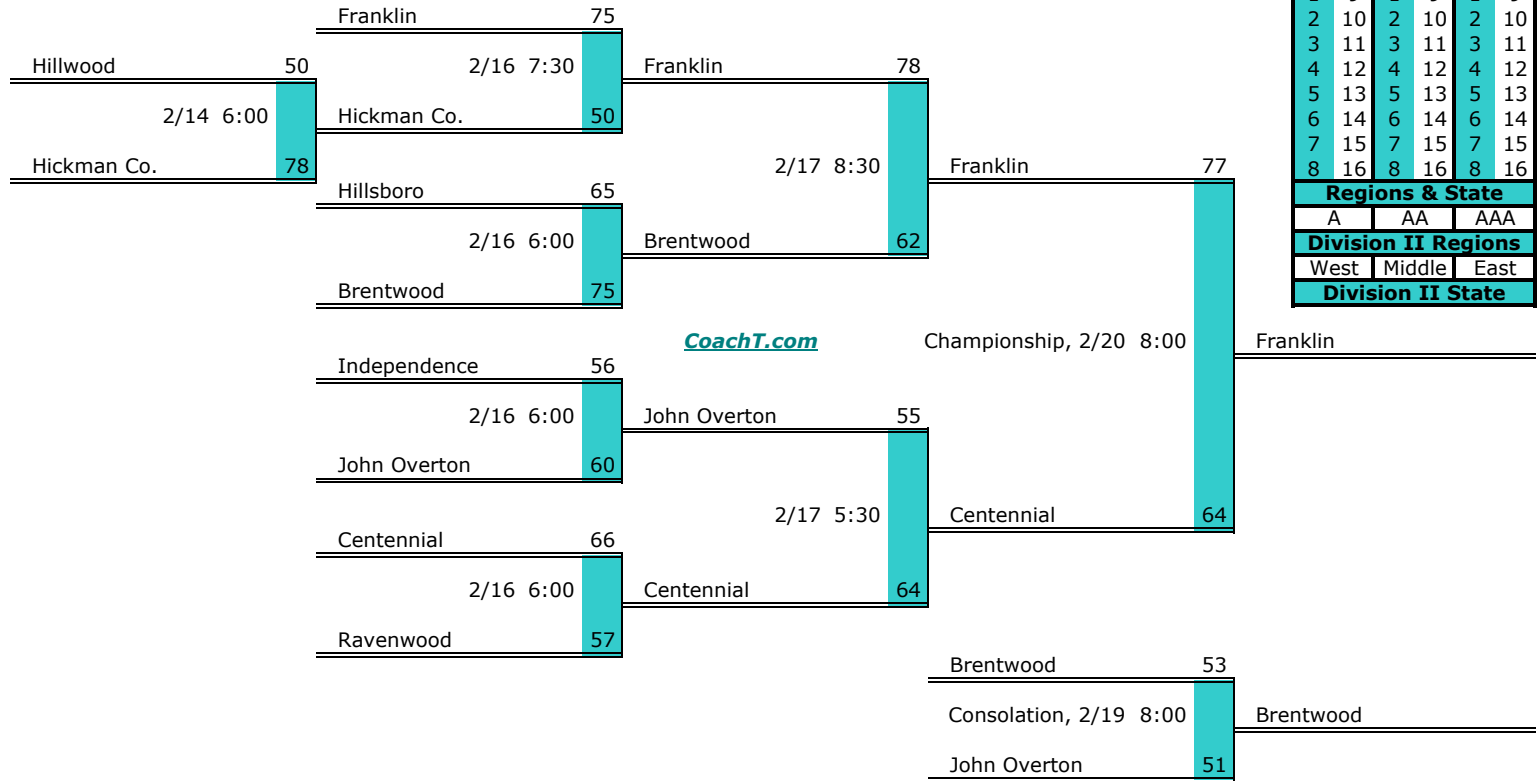 Franklin 75
Hillwood 50
2/16 7:30
Franklin 78
2/14 6:00
Hickman Co. 50
Hickman Co. 78
2/17 8:30
Franklin 77
Hillsboro 65
2/16 6:00
Brentwood 62
Brentwood 75
CoachT.com
Championship, 2/20 8:00
Franklin
Independence 56
2/16 6:00
John Overton 55
John Overton 60
2/17 5:30
Centennial 64
Centennial 66
2/16 6:00
Centennial 64
Ravenwood 57
Brentwood 53
Consolation, 2/19 8:00
Brentwood
John Overton 51
2 10 2 10 2 10
3 11 3 11 3 11
4 12 4 12 4 12
5 13 5 13 5 13
6 14 6 14 6 14
7 15 7 15 7 15
8 16 8 16 8 16
Regions & State
A AA AAA
Division II Regions
West Middle East
Division II State